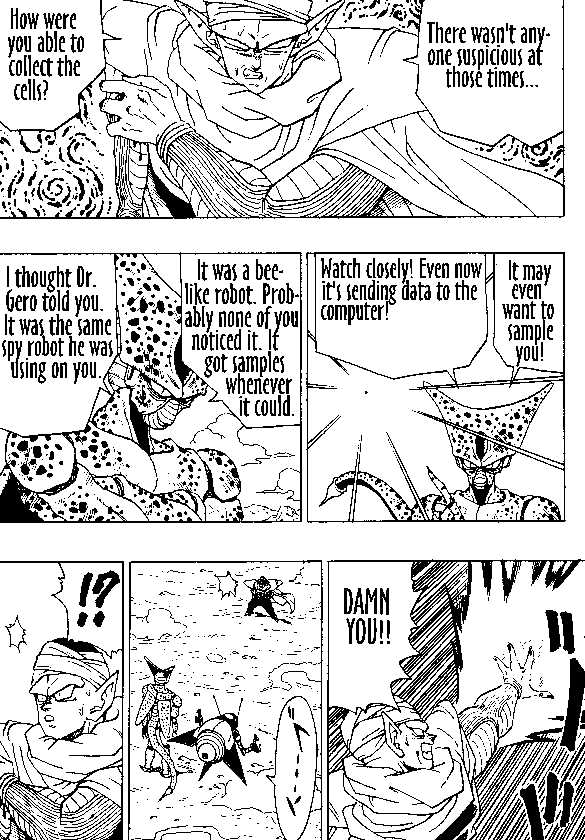 How were
you able to
collect the
cells?
There wasn't any-
one suspicious at
those times...
I thought Dr.
Gero told you.
It was the same
spy robot he was
using on you.
It was a bee-
like robot. Prob-
ably none of you
noticed it. It
got samples
whenever
it could.
Watch closely! Even now
it's sending data to the
computer!
It may
even
want to
sample
you!
!?
DAMN
YOU!!